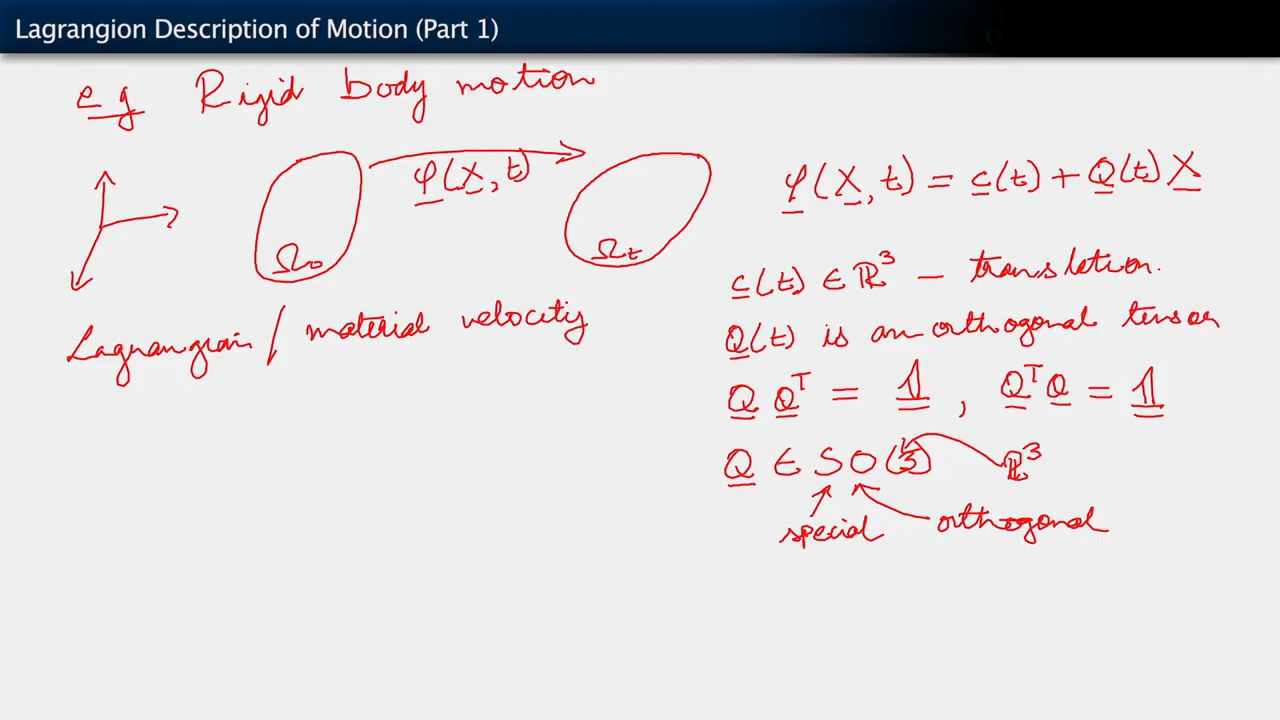 Lagrangion Description of Motion (Part 1)
e.g Rigid body motion
φ(X, t)
Ω₀
Ωt
Lagrangian / material velocity
φ(X, t) = c(t) + Q(t) X
c(t) ∈ ℝ³ – translation.
Q(t) is an orthogonal tensor
Q Qᵀ = 𝟙 , QᵀQ = 𝟙
Q ∈ SO(3) ℝ³
special orthogonal